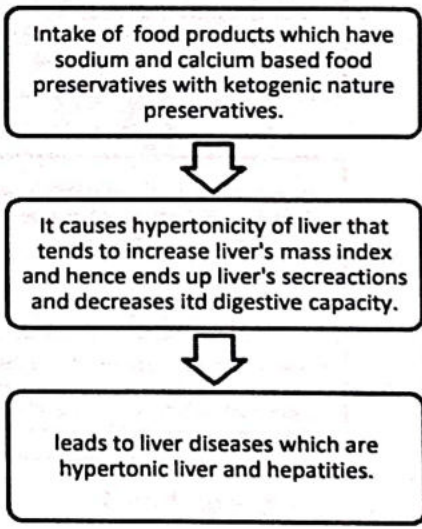 Intake of food products which have
sodium and calcium based food
preservatives with ketogenic nature
preservatives.
It causes hypertonicity of liver that
tends to increase liver's mass index
and hence ends up liver's secreactions
and decreases itd digestive capacity.
leads to liver diseases which are
hypertonic liver and hepatities.